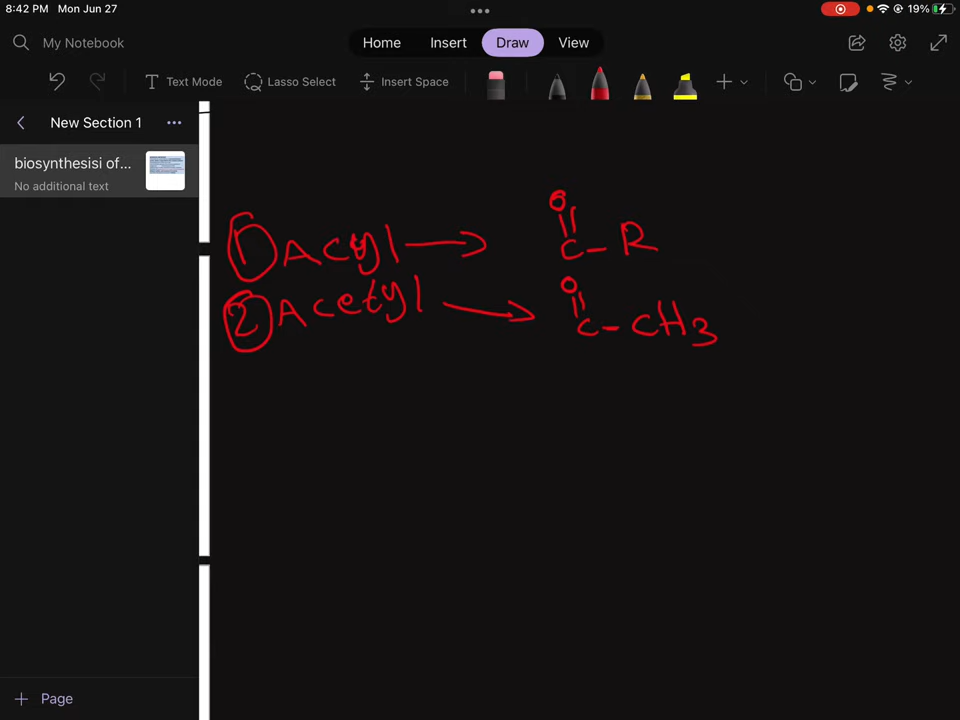 8:42 PM Mon Jun 27
19%
My Notebook
Home Insert Draw View
Text Mode Lasso Select Insert Space
New Section 1
biosynthesisi of...
No additional text
O
1 Acyl → C - R
O
2 Acetyl → C - CH3
Page